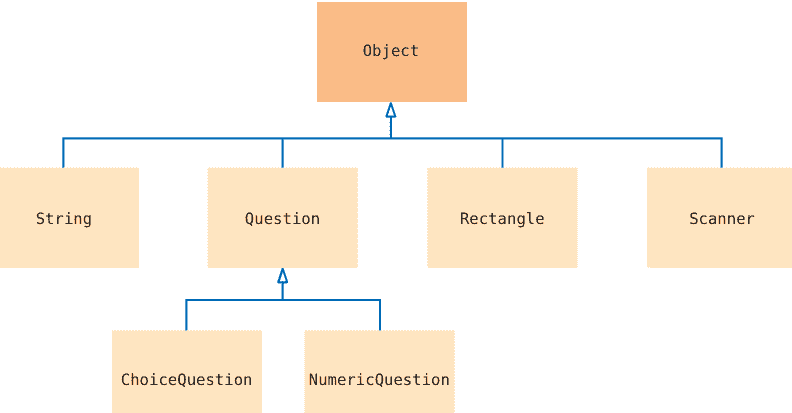 Object
String
Question
Rectangle
Scanner
ChoiceQuestion
NumericQuestion